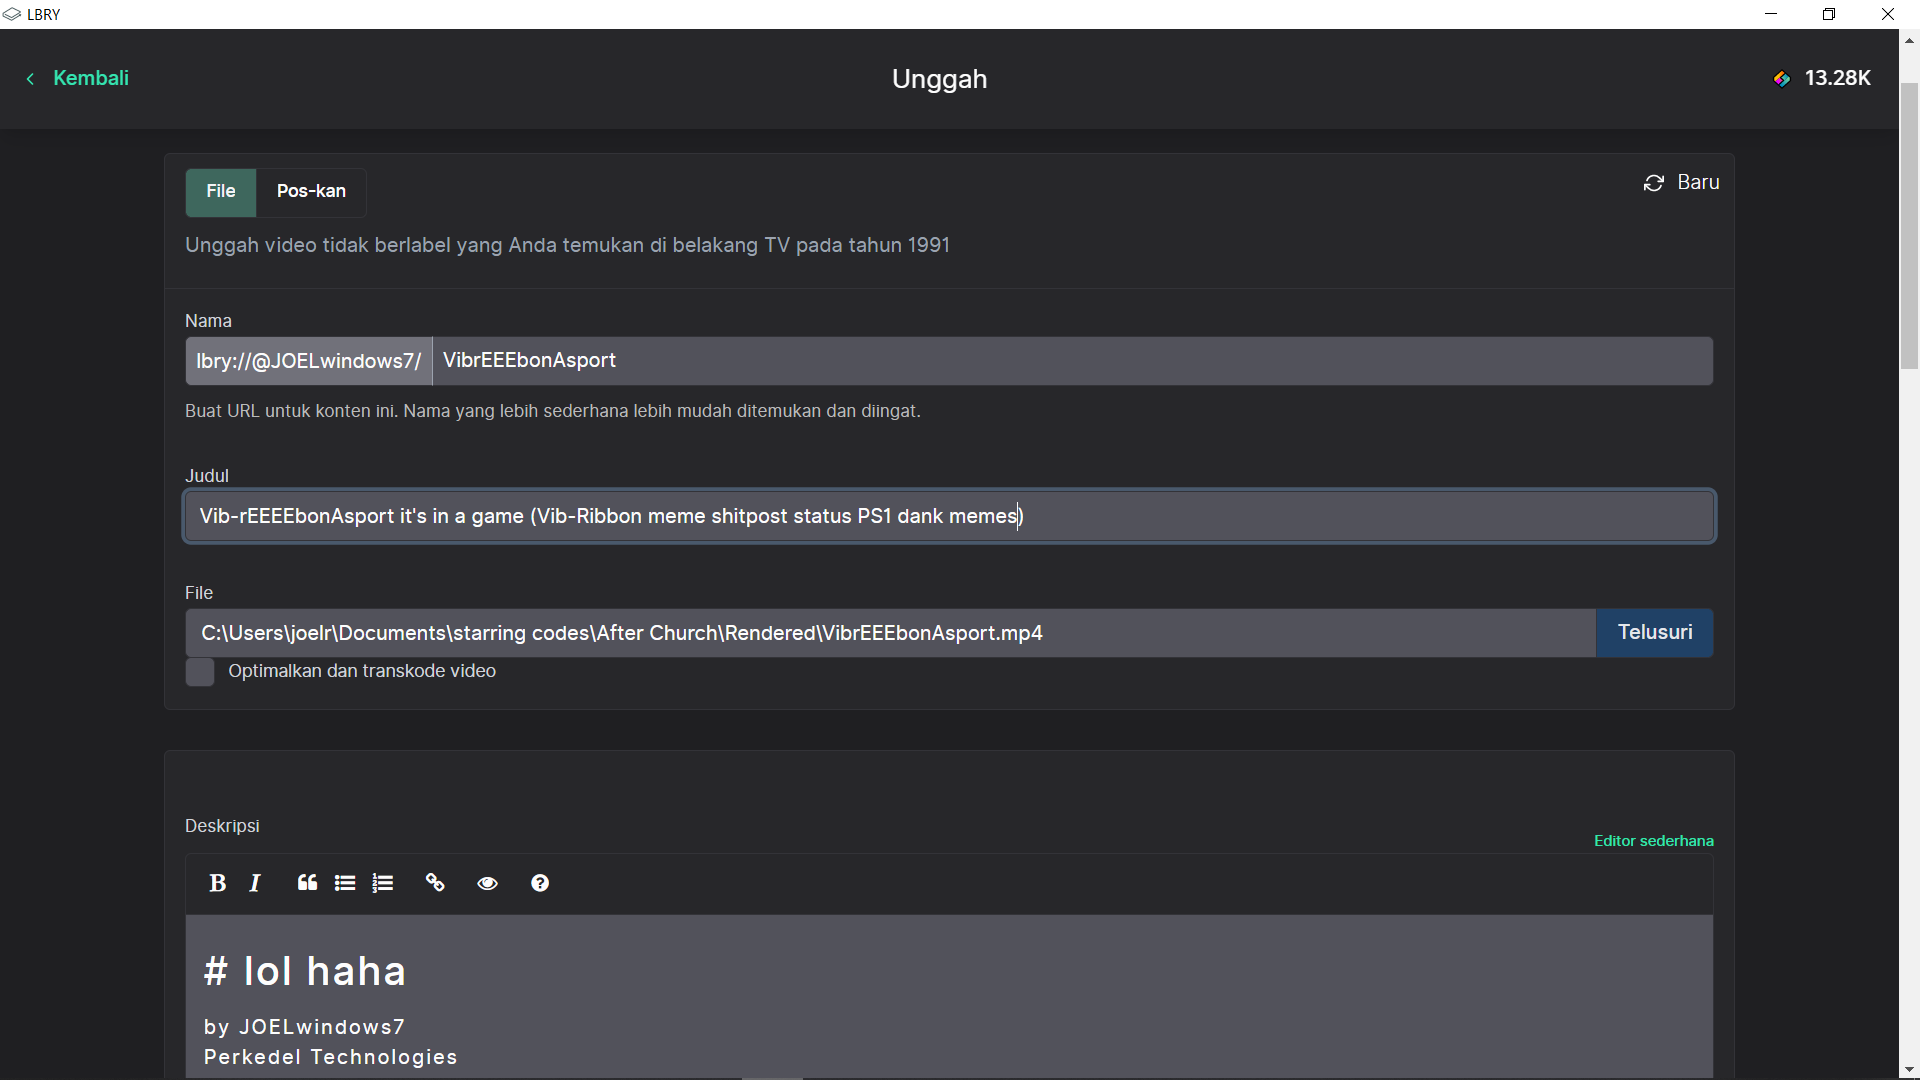 LBRY
Kembali
Unggah
13.28K
File
Pos-kan
Baru
Unggah video tidak berlabel yang Anda temukan di belakang TV pada tahun 1991
Nama
lbry://@JOELwindows7/
VibrEEEbonAsport
Buat URL untuk konten ini. Nama yang lebih sederhana lebih mudah ditemukan dan diingat.
Judul
Vib-rEEEEbonAsport it's in a game (Vib-Ribbon meme shitpost status PS1 dank memes)
File
C:\Users\joelr\Documents\starring codes\After Church\Rendered\VibrEEEbonAsport.mp4
Telusuri
Optimalkan dan transkode video
Deskripsi
Editor sederhana
# lol haha
by JOELwindows7
Perkedel Technologies